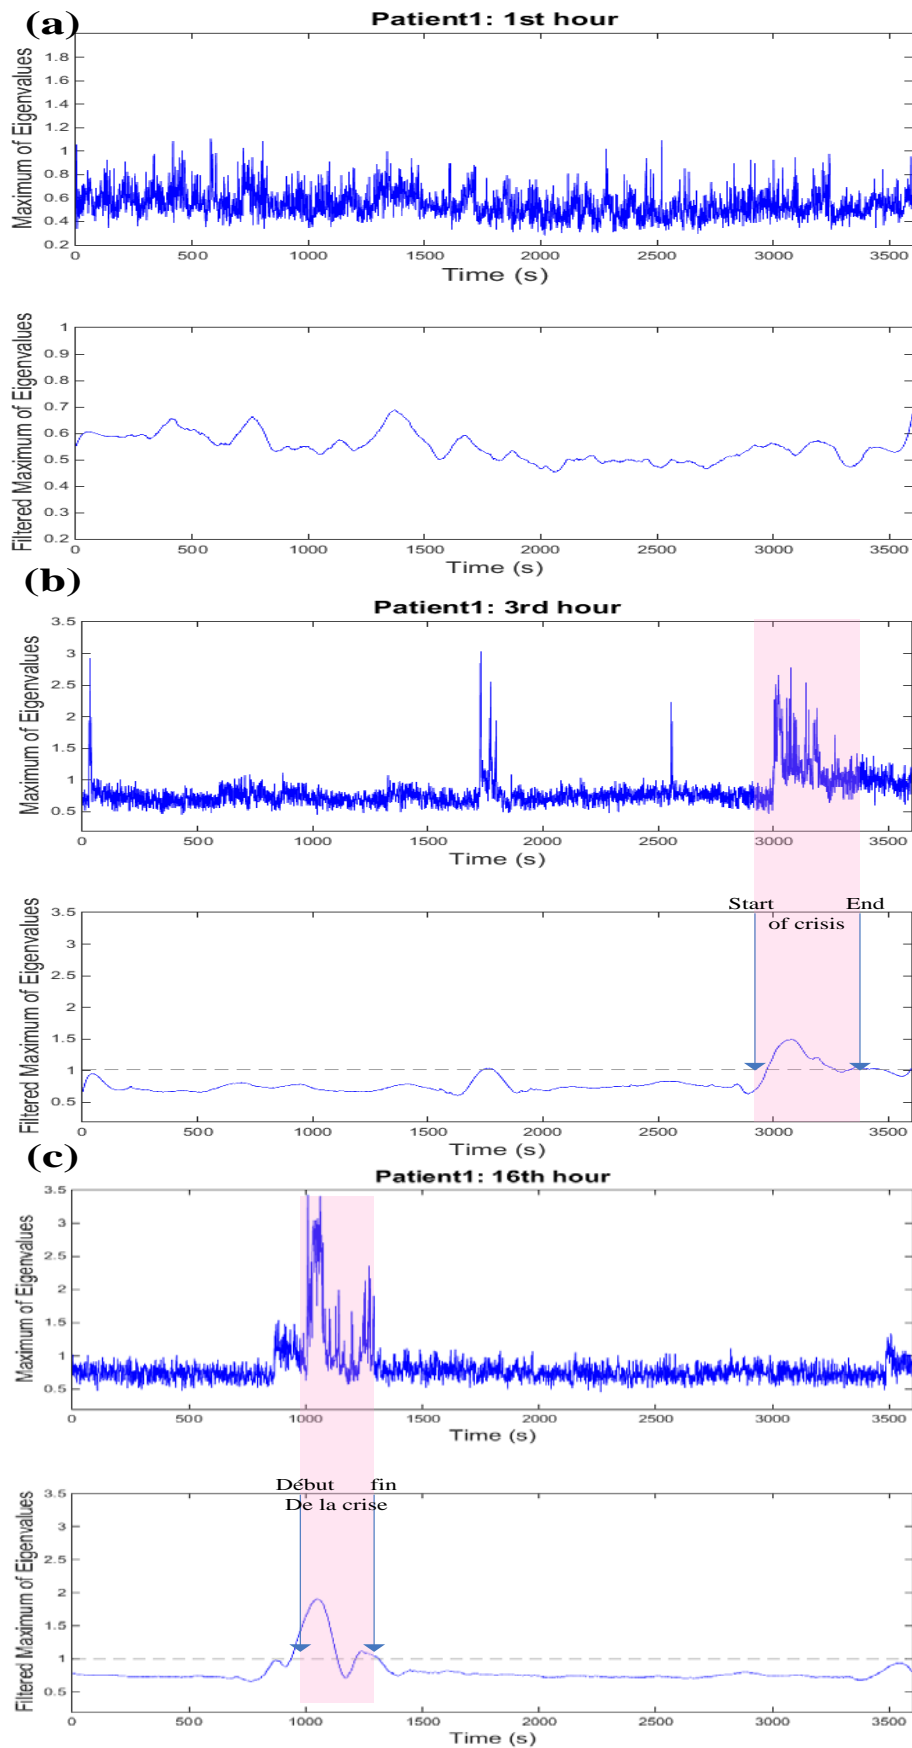 (a)
Patient1: 1st hour
Maximum of Eigenvalues
1.8
1.6
1.4
1.2
1
0.8
0.6
0.4
0.2
0 500 1000 1500 2000 2500 3000 3500
Time (s)
Filtered Maximum of Eigenvalues
1
0.9
0.8
0.7
0.6
0.5
0.4
0.3
0.2
0 500 1000 1500 2000 2500 3000 3500
Time (s)
(b)
Patient1: 3rd hour
Maximum of Eigenvalues
3.5
3
2.5
2
1.5
1
0.5
0 500 1000 1500 2000 2500 3000 3500
Time (s)
Filtered Maximum of Eigenvalues
3.5
3
2.5
2
1.5
1
0.5
Start End
of crisis
0 500 1000 1500 2000 2500 3000 3500
Time (s)
(c)
Patient1: 16th hour
Maximum of Eigenvalues
3.5
3
2.5
2
1.5
1
0.5
0 500 1000 1500 2000 2500 3000 3500
Time (s)
Filtered Maximum of Eigenvalues
3.5
3
2.5
2
1.5
1
0.5
Début fin
De la crise
0 500 1000 1500 2000 2500 3000 3500
Time (s)